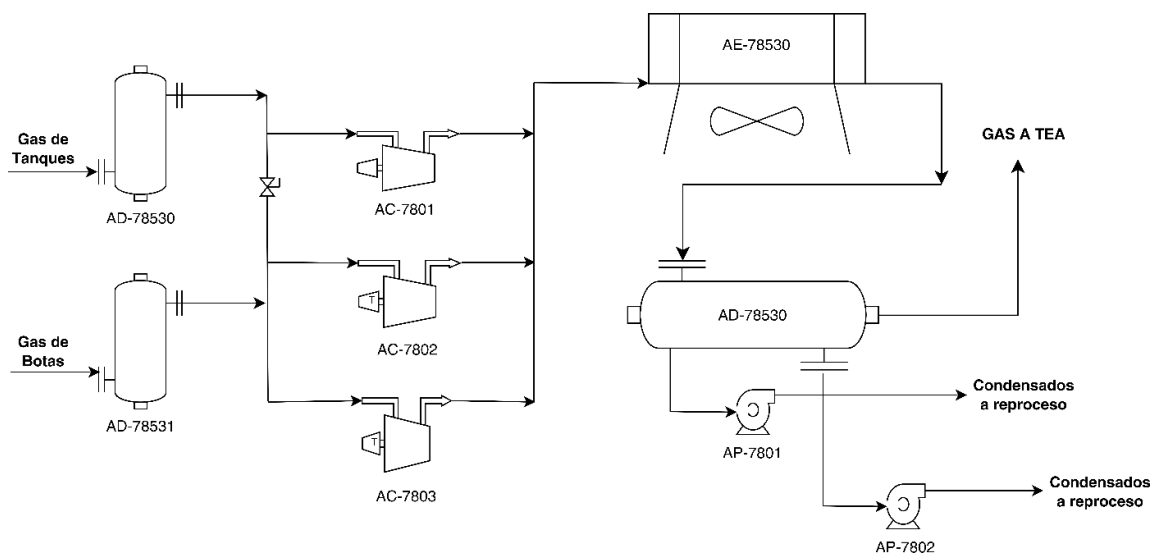 AE-78530
Gas de
Tanques
AD-78530
AC-7801
GAS A TEA
Gas de
Botas
AD-78531
T
AC-7802
AD-78530
T
AC-7803
C
AP-7801
Condensados
a reproceso
C
AP-7802
Condensados
a reproceso